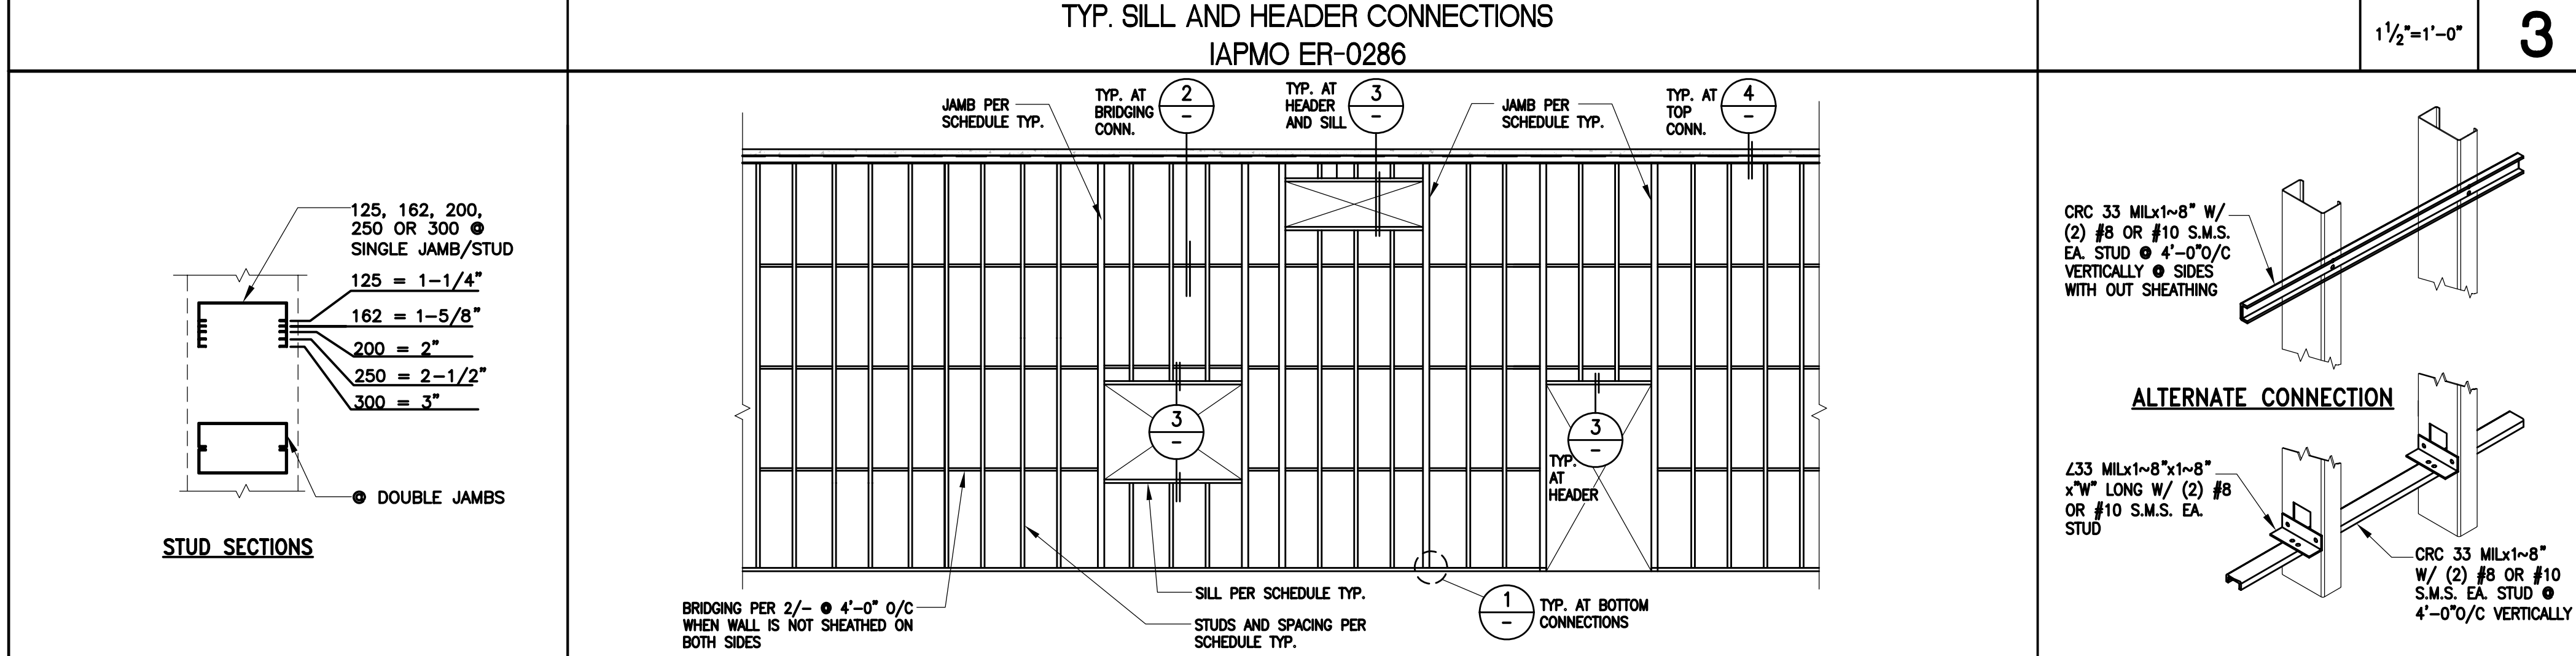 TYP. SILL AND HEADER CONNECTIONS
IAPMO ER-0286
1 1/2"=1'-0"
3
125, 162, 200,
250 OR 300 @
SINGLE JAMB/STUD
125 = 1-1/4"
162 = 1-5/8"
200 = 2"
250 = 2-1/2"
300 = 3"
@ DOUBLE JAMBS
STUD SECTIONS
JAMB PER
SCHEDULE TYP.
TYP. AT
BRIDGING
CONN.
2
-
TYP. AT
HEADER
AND SILL
3
-
JAMB PER
SCHEDULE TYP.
TYP. AT
TOP
CONN.
4
-
3
-
3
-
TYP.
AT
HEADER
BRIDGING PER 2/- @ 4'-0" O/C
WHEN WALL IS NOT SHEATHED ON
BOTH SIDES
SILL PER SCHEDULE TYP.
STUDS AND SPACING PER
SCHEDULE TYP.
1
-
TYP. AT BOTTOM
CONNECTIONS
CRC 33 MILx1~8" W/
(2) #8 OR #10 S.M.S.
EA. STUD @ 4'-0"O/C
VERTICALLY @ SIDES
WITH OUT SHEATHING
ALTERNATE CONNECTION
∠33 MILx1~8"x1~8"
x"W" LONG W/ (2) #8
OR #10 S.M.S. EA.
STUD
CRC 33 MILx1~8"
W/ (2) #8 OR #10
S.M.S. EA. STUD @
4'-0"O/C VERTICALLY